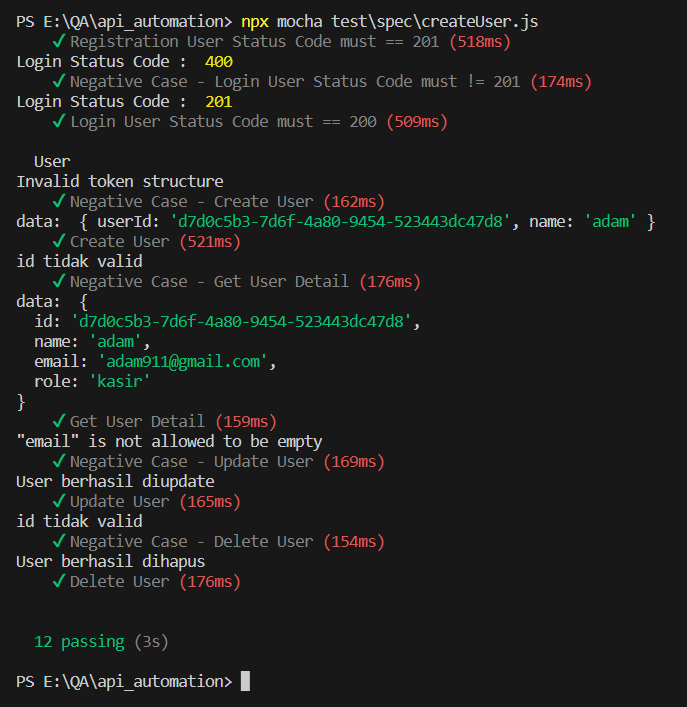 PS E:\QA\api_automation> npx mocha test\spec\createUser.js
✓ Registration User Status Code must == 201 (518ms)
Login Status Code :  400
✓ Negative Case - Login User Status Code must != 201 (174ms)
Login Status Code :  201
✓ Login User Status Code must == 200 (509ms)
User
Invalid token structure
✓ Negative Case - Create User (162ms)
data:  { userId: 'd7d0c5b3-7d6f-4a80-9454-523443dc47d8', name: 'adam' }
✓ Create User (521ms)
id tidak valid
✓ Negative Case - Get User Detail (176ms)
data:  {
  id: 'd7d0c5b3-7d6f-4a80-9454-523443dc47d8',
  name: 'adam',
  email: 'adam911@gmail.com',
  role: 'kasir'
}
✓ Get User Detail (159ms)
"email" is not allowed to be empty
✓ Negative Case - Update User (169ms)
User berhasil diupdate
✓ Update User (165ms)
id tidak valid
✓ Negative Case - Delete User (154ms)
User berhasil dihapus
✓ Delete User (176ms)
12 passing (3s)
PS E:\QA\api_automation>